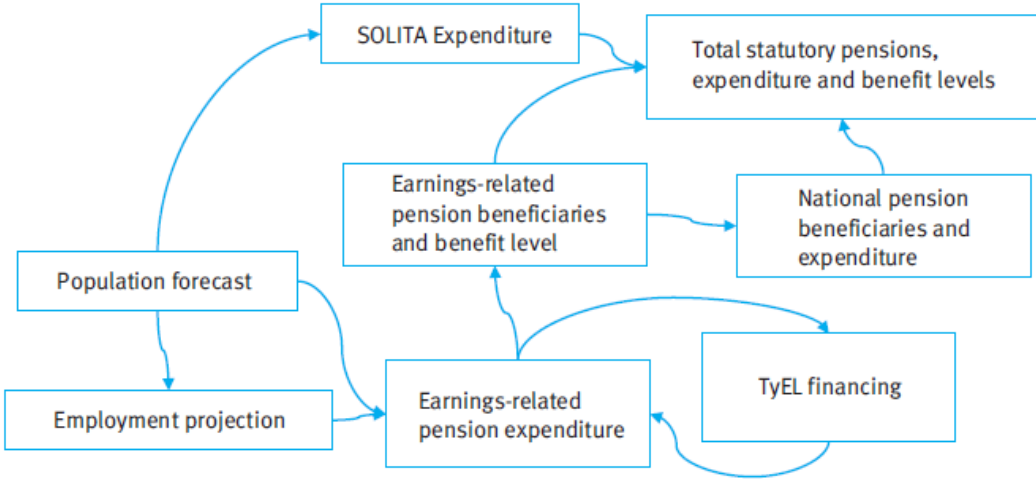 SOLITA Expenditure
Total statutory pensions,
expenditure and benefit levels
Earnings-related
pension beneficiaries
and benefit level
National pension
beneficiaries and
expenditure
Population forecast
Employment projection
Earnings-related
pension expenditure
TyEL financing